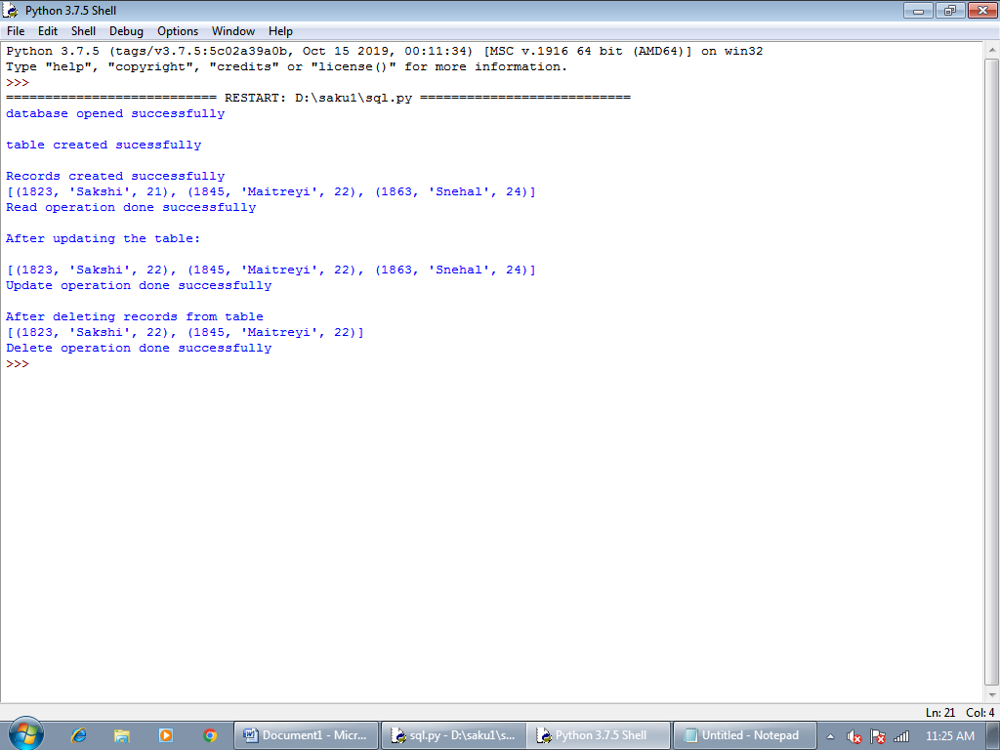 Python 3.7.5 Shell
File Edit Shell Debug Options Window Help
Python 3.7.5 (tags/v3.7.5:5c02a39a0b, Oct 15 2019, 00:11:34) [MSC v.1916 64 bit (AMD64)] on win32
Type "help", "copyright", "credits" or "license()" for more information.
>>>
=========================== RESTART: D:\saku1\sql.py ===========================
database opened successfully
table created sucessfully
Records created successfully
[(1823, 'Sakshi', 21), (1845, 'Maitreyi', 22), (1863, 'Snehal', 24)]
Read operation done successfully
After updating the table:
[(1823, 'Sakshi', 22), (1845, 'Maitreyi', 22), (1863, 'Snehal', 24)]
Update operation done successfully
After deleting records from table
[(1823, 'Sakshi', 22), (1845, 'Maitreyi', 22)]
Delete operation done successfully
>>>
Ln: 21 Col: 4
Document1 - Micr... sql.py - D:\saku1\s... Python 3.7.5 Shell Untitled - Notepad 11:25 AM